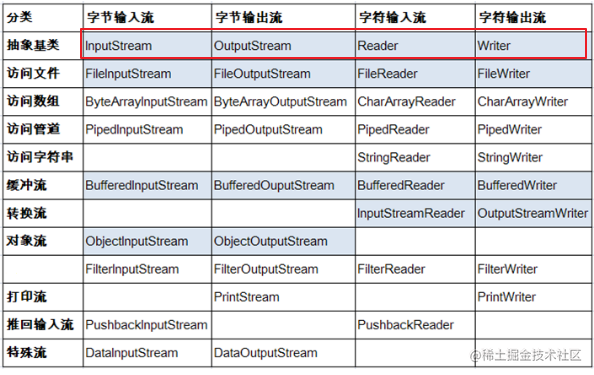 分类 字节输入流 字节输出流 字符输入流 字符输出流
抽象基类 InputStream OutputStream Reader Writer
访问文件 FileInputStream FileOutputStream FileReader FileWriter
访问数组 ByteArrayInputStream ByteArrayOutputStream CharArrayReader CharArrayWriter
访问管道 PipedInputStream PipedOutputStream PipedReader PipedWriter
访问字符串 StringReader StringWriter
缓冲流 BufferedInputStream BufferedOuputStream BufferedReader BufferedWriter
转换流 InputStreamReader OutputStreamWriter
对象流 ObjectInputStream ObjectOutputStream
FilterInputStream FilterOutputStream FilterReader FilterWriter
打印流 PrintStream PrintWriter
推回输入流 PushbackInputStream PushbackReader
特殊流 DataInputStream DataOutputStream
@稀土掘金技术社区